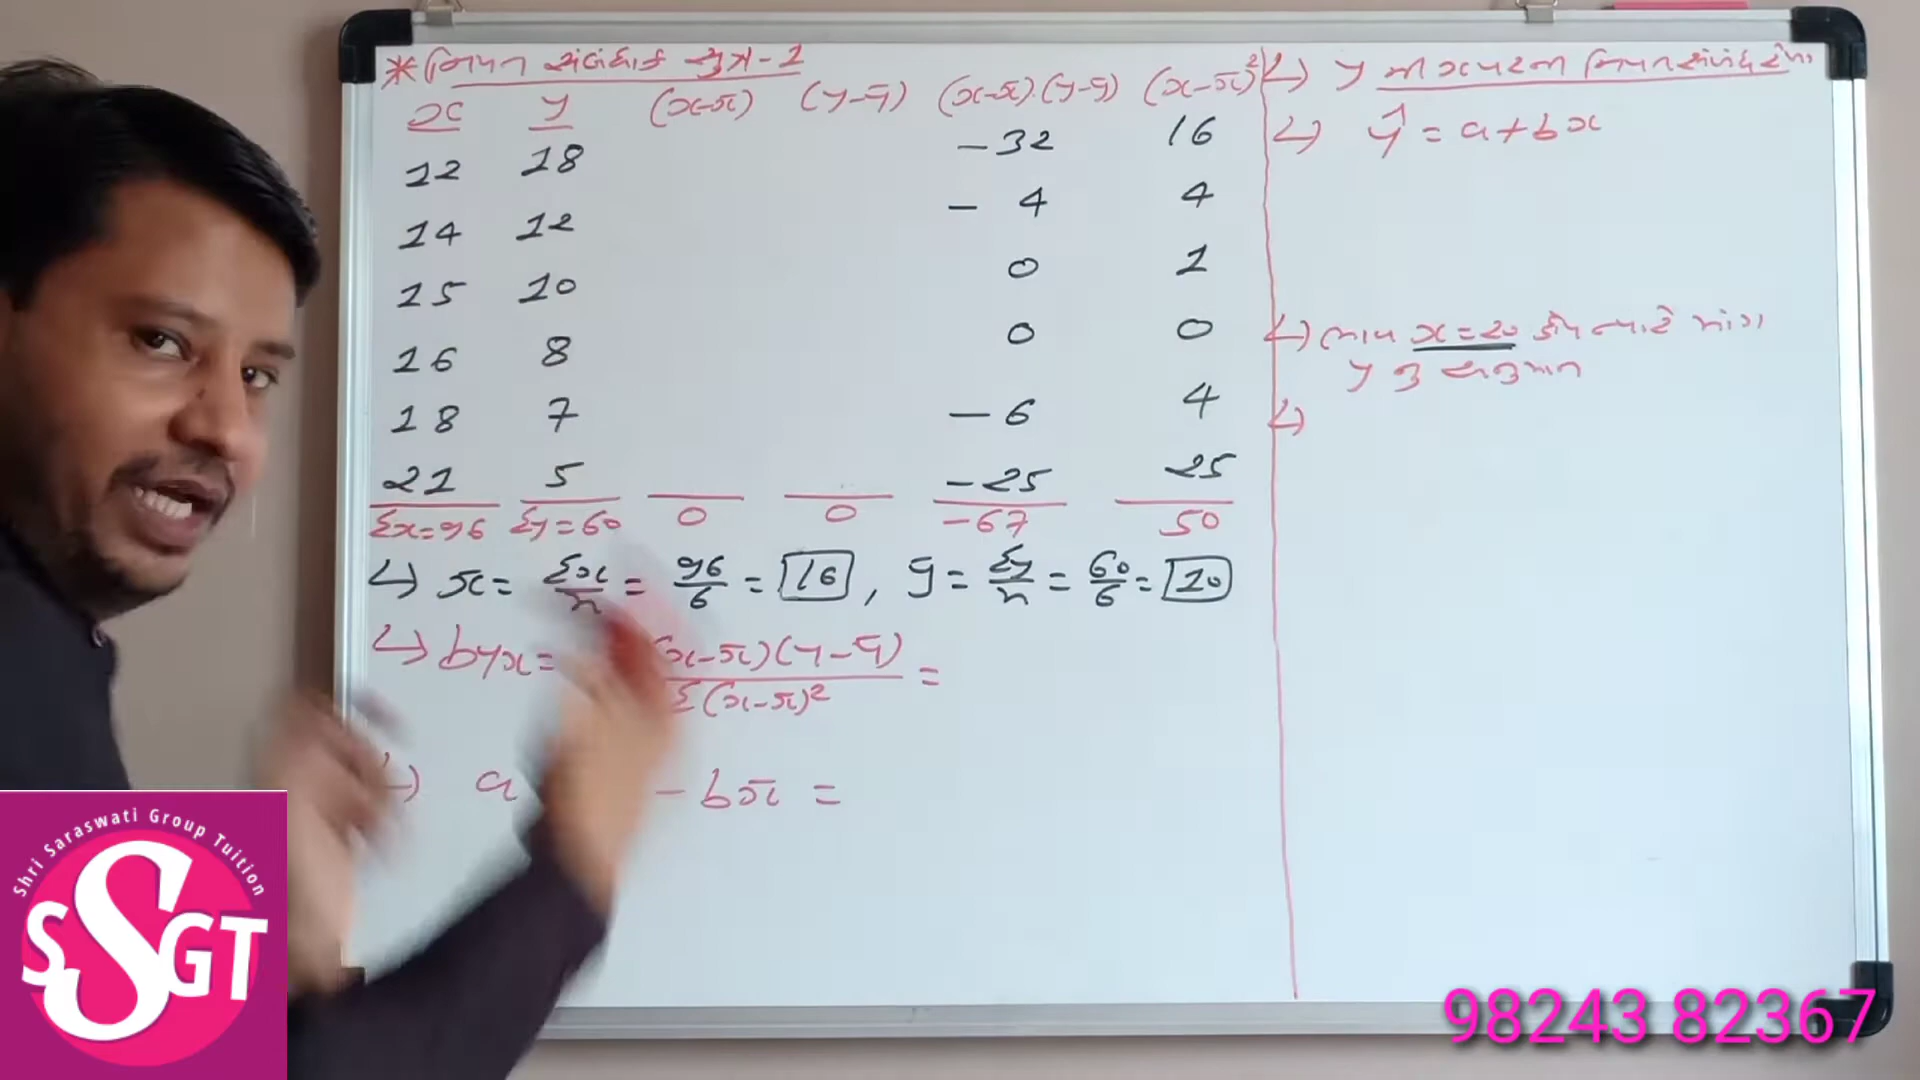 * નિયત સંબંધાંક સૂત્ર-1
x y (x-x̄) (y-ȳ) (x-x̄).(y-ȳ) (x-x̄)²
12 18 -32 16
14 12 -4 4
15 10 0 1
16 8 0 0
18 7 -6 4
21 5 -25 25
Σx=96 Σy=60 0 0 -67 50
↳ x̄ = Σx/n = 96/6 = 16 , ȳ = Σy/n = 60/6 = 10
↳ byx = (x-x̄)(y-ȳ) / Σ(x-x̄)² =
a - bx̄ =
↳ y ની x પરની નિયતસંબંધ રેખા
↳ ŷ = a+bx
↳ x=20 હોય ત્યારે માંગ
y નું અનુમાન
↳
Shri Saraswati Group Tuition
SSGT
98243 82367